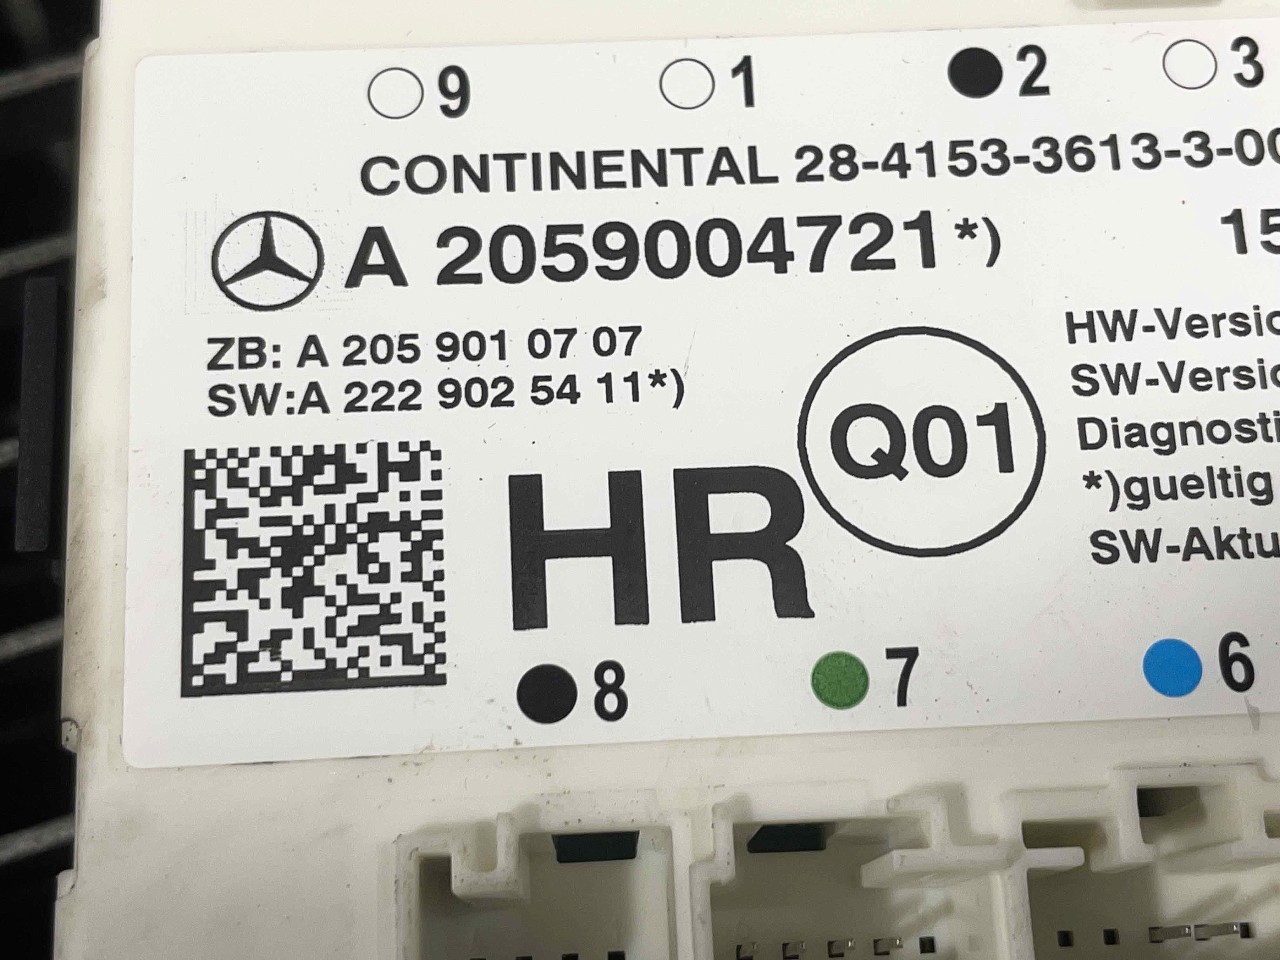 9 1 2 3
CONTINENTAL 28-4153-3613-3-00
A 2059004721*) 15
ZB: A 205 901 07 07
SW:A 222 902 54 11*)
HR
Q01
HW-Versio
SW-Versio
Diagnosti
*)gueltig
SW-Aktu
8 7 6